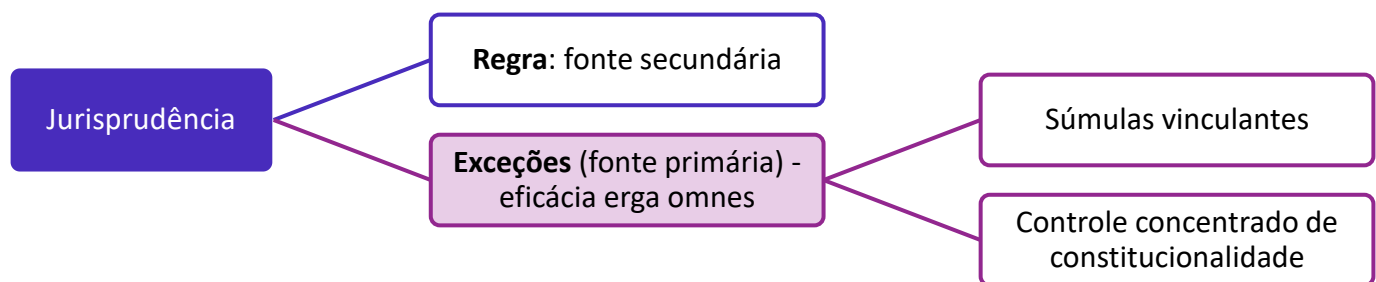 Jurisprudência
Regra: fonte secundária
Exceções (fonte primária) -
eficácia erga omnes
Súmulas vinculantes
Controle concentrado de
constitucionalidade